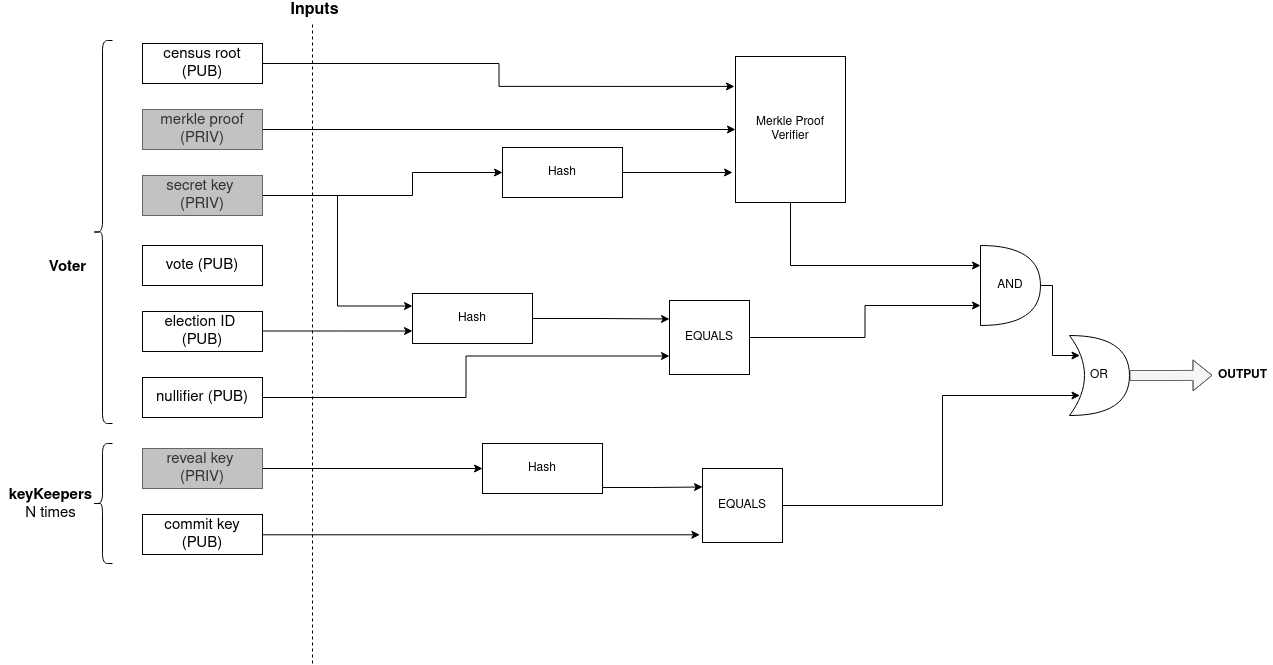 Inputs
census root
(PUB)
merkle proof
(PRIV)
secret key
(PRIV)
vote (PUB)
election ID
(PUB)
nullifier (PUB)
Voter
reveal key
(PRIV)
commit key
(PUB)
keyKeepers
N times
Hash
Merkle Proof
Verifier
Hash
EQUALS
Hash
EQUALS
AND
OR
OUTPUT